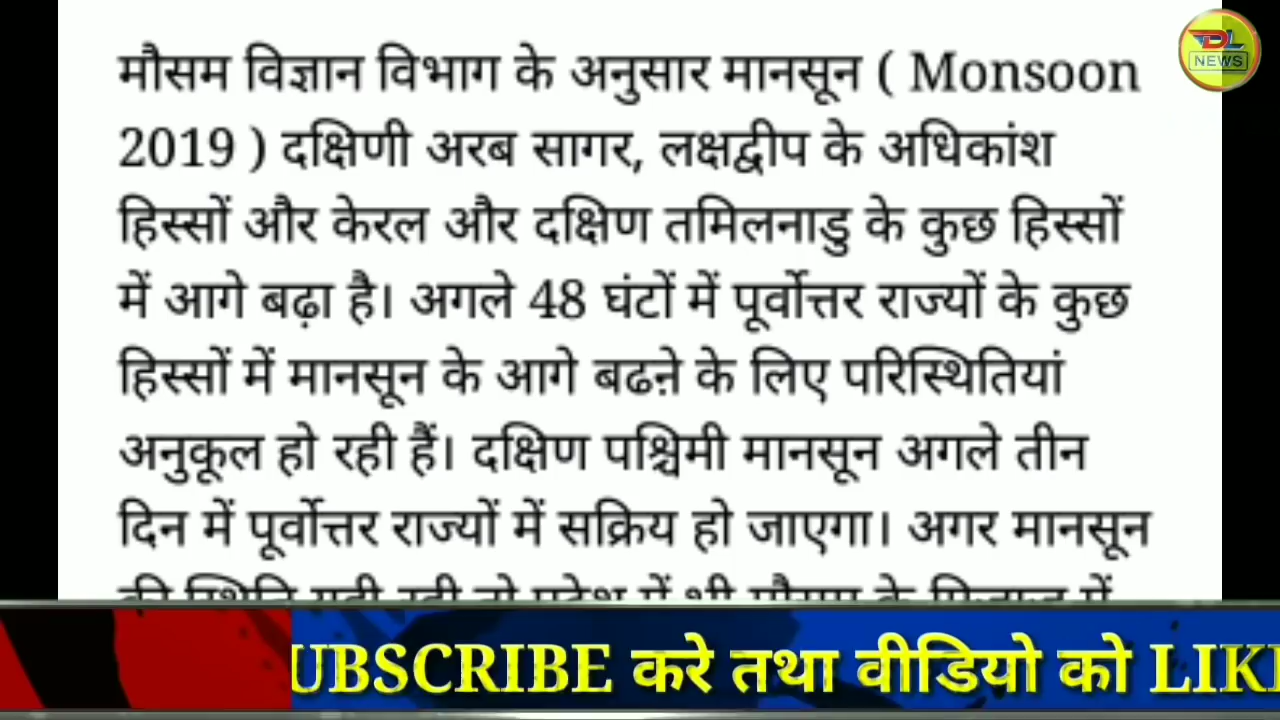 DL
NEWS
मौसम विज्ञान विभाग के अनुसार मानसून ( Monsoon
2019 ) दक्षिणी अरब सागर, लक्षद्वीप के अधिकांश
हिस्सों और केरल और दक्षिण तमिलनाडु के कुछ हिस्सों
में आगे बढ़ा है। अगले 48 घंटों में पूर्वोत्तर राज्यों के कुछ
हिस्सों में मानसून के आगे बढऩे के लिए परिस्थितियां
अनुकूल हो रही हैं। दक्षिण पश्चिमी मानसून अगले तीन
दिन में पूर्वोत्तर राज्यों में सक्रिय हो जाएगा। अगर मानसून
UBSCRIBE करे तथा वीडियो को LIK